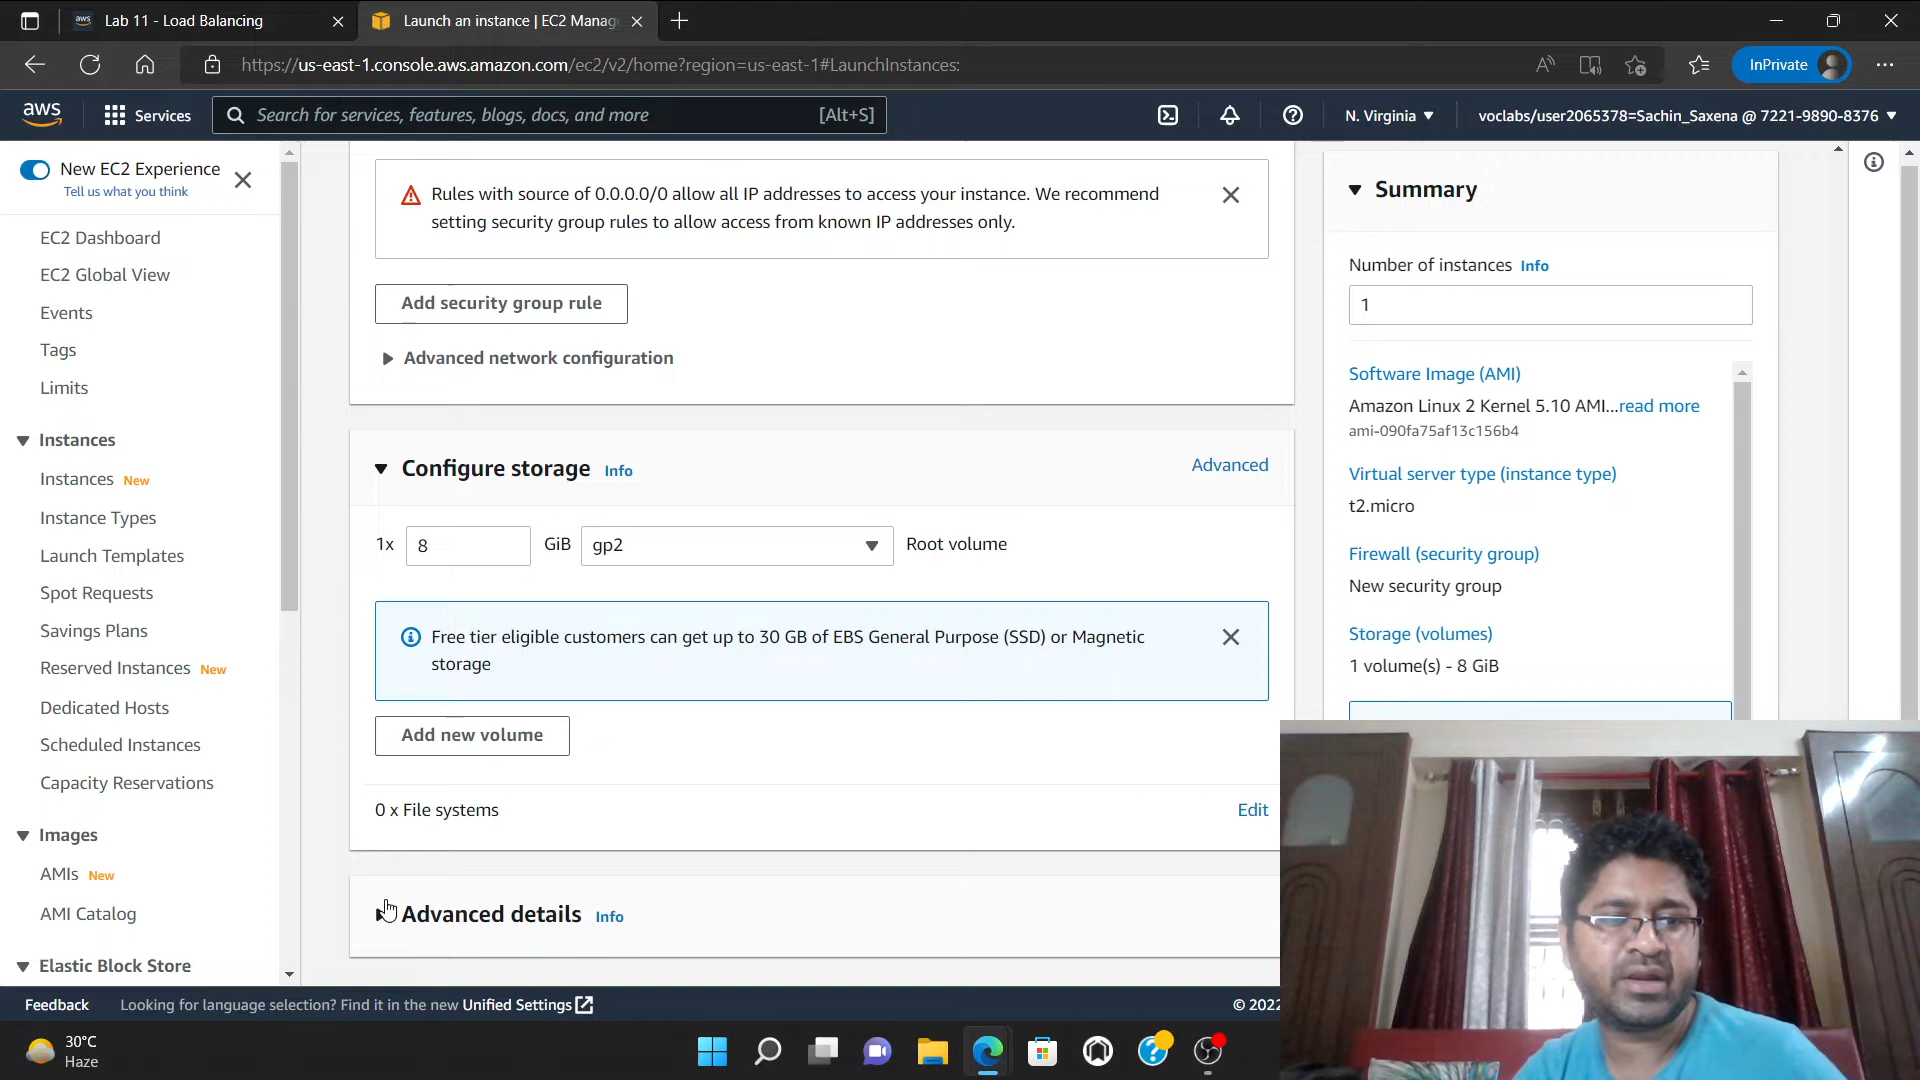 Lab 11 - Load Balancing
Launch an instance | EC2 Manag
https://us-east-1.console.aws.amazon.com/ec2/v2/home?region=us-east-1#LaunchInstances:
InPrivate
aws
Services
Search for services, features, blogs, docs, and more
[Alt+S]
N. Virginia
voclabs/user2065378=Sachin_Saxena @ 7221-9890-8376
New EC2 Experience
Tell us what you think
EC2 Dashboard
EC2 Global View
Events
Tags
Limits
Instances
Instances New
Instance Types
Launch Templates
Spot Requests
Savings Plans
Reserved Instances New
Dedicated Hosts
Scheduled Instances
Capacity Reservations
Images
AMIs New
AMI Catalog
Elastic Block Store
Rules with source of 0.0.0.0/0 allow all IP addresses to access your instance. We recommend
setting security group rules to allow access from known IP addresses only.
Add security group rule
Advanced network configuration
Configure storage Info
Advanced
1x 8 GiB gp2 Root volume
Free tier eligible customers can get up to 30 GB of EBS General Purpose (SSD) or Magnetic
storage
Add new volume
0 x File systems
Edit
Advanced details Info
Summary
Number of instances Info
1
Software Image (AMI)
Amazon Linux 2 Kernel 5.10 AMI...read more
ami-090fa75af13c156b4
Virtual server type (instance type)
t2.micro
Firewall (security group)
New security group
Storage (volumes)
1 volume(s) - 8 GiB
Feedback
Looking for language selection? Find it in the new Unified Settings
© 2022
30°C
Haze